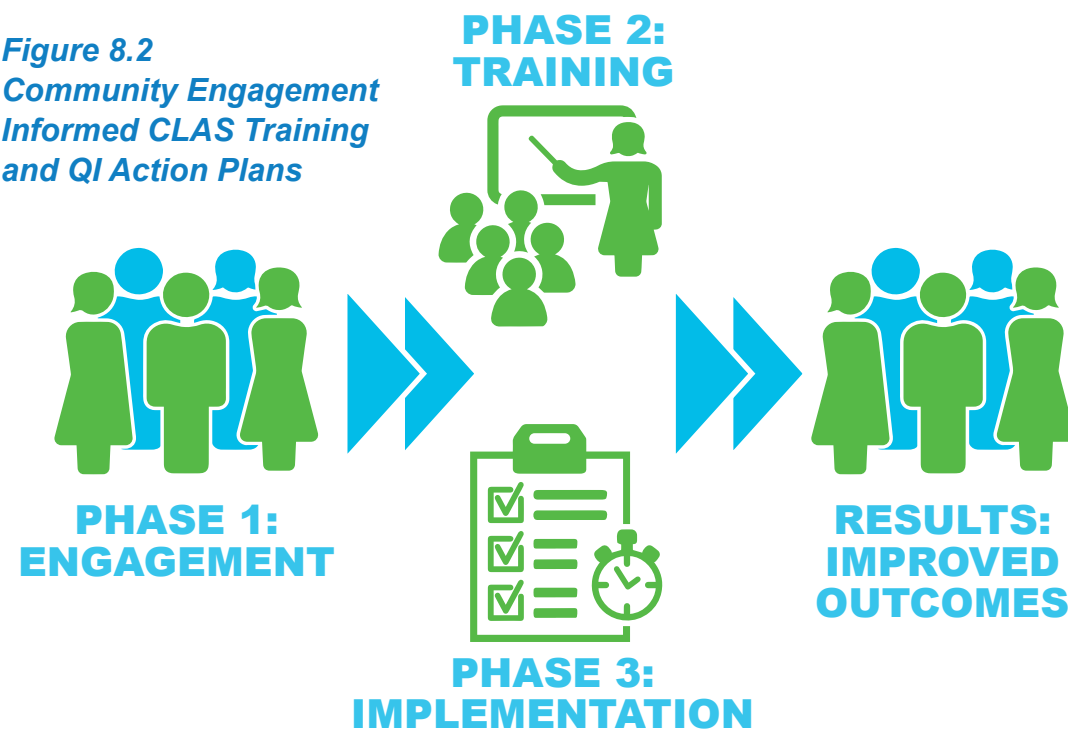 Figure 8.2
Community Engagement
Informed CLAS Training
and QI Action Plans
PHASE 2:
TRAINING
PHASE 1:
ENGAGEMENT
PHASE 3:
IMPLEMENTATION
RESULTS:
IMPROVED
OUTCOMES